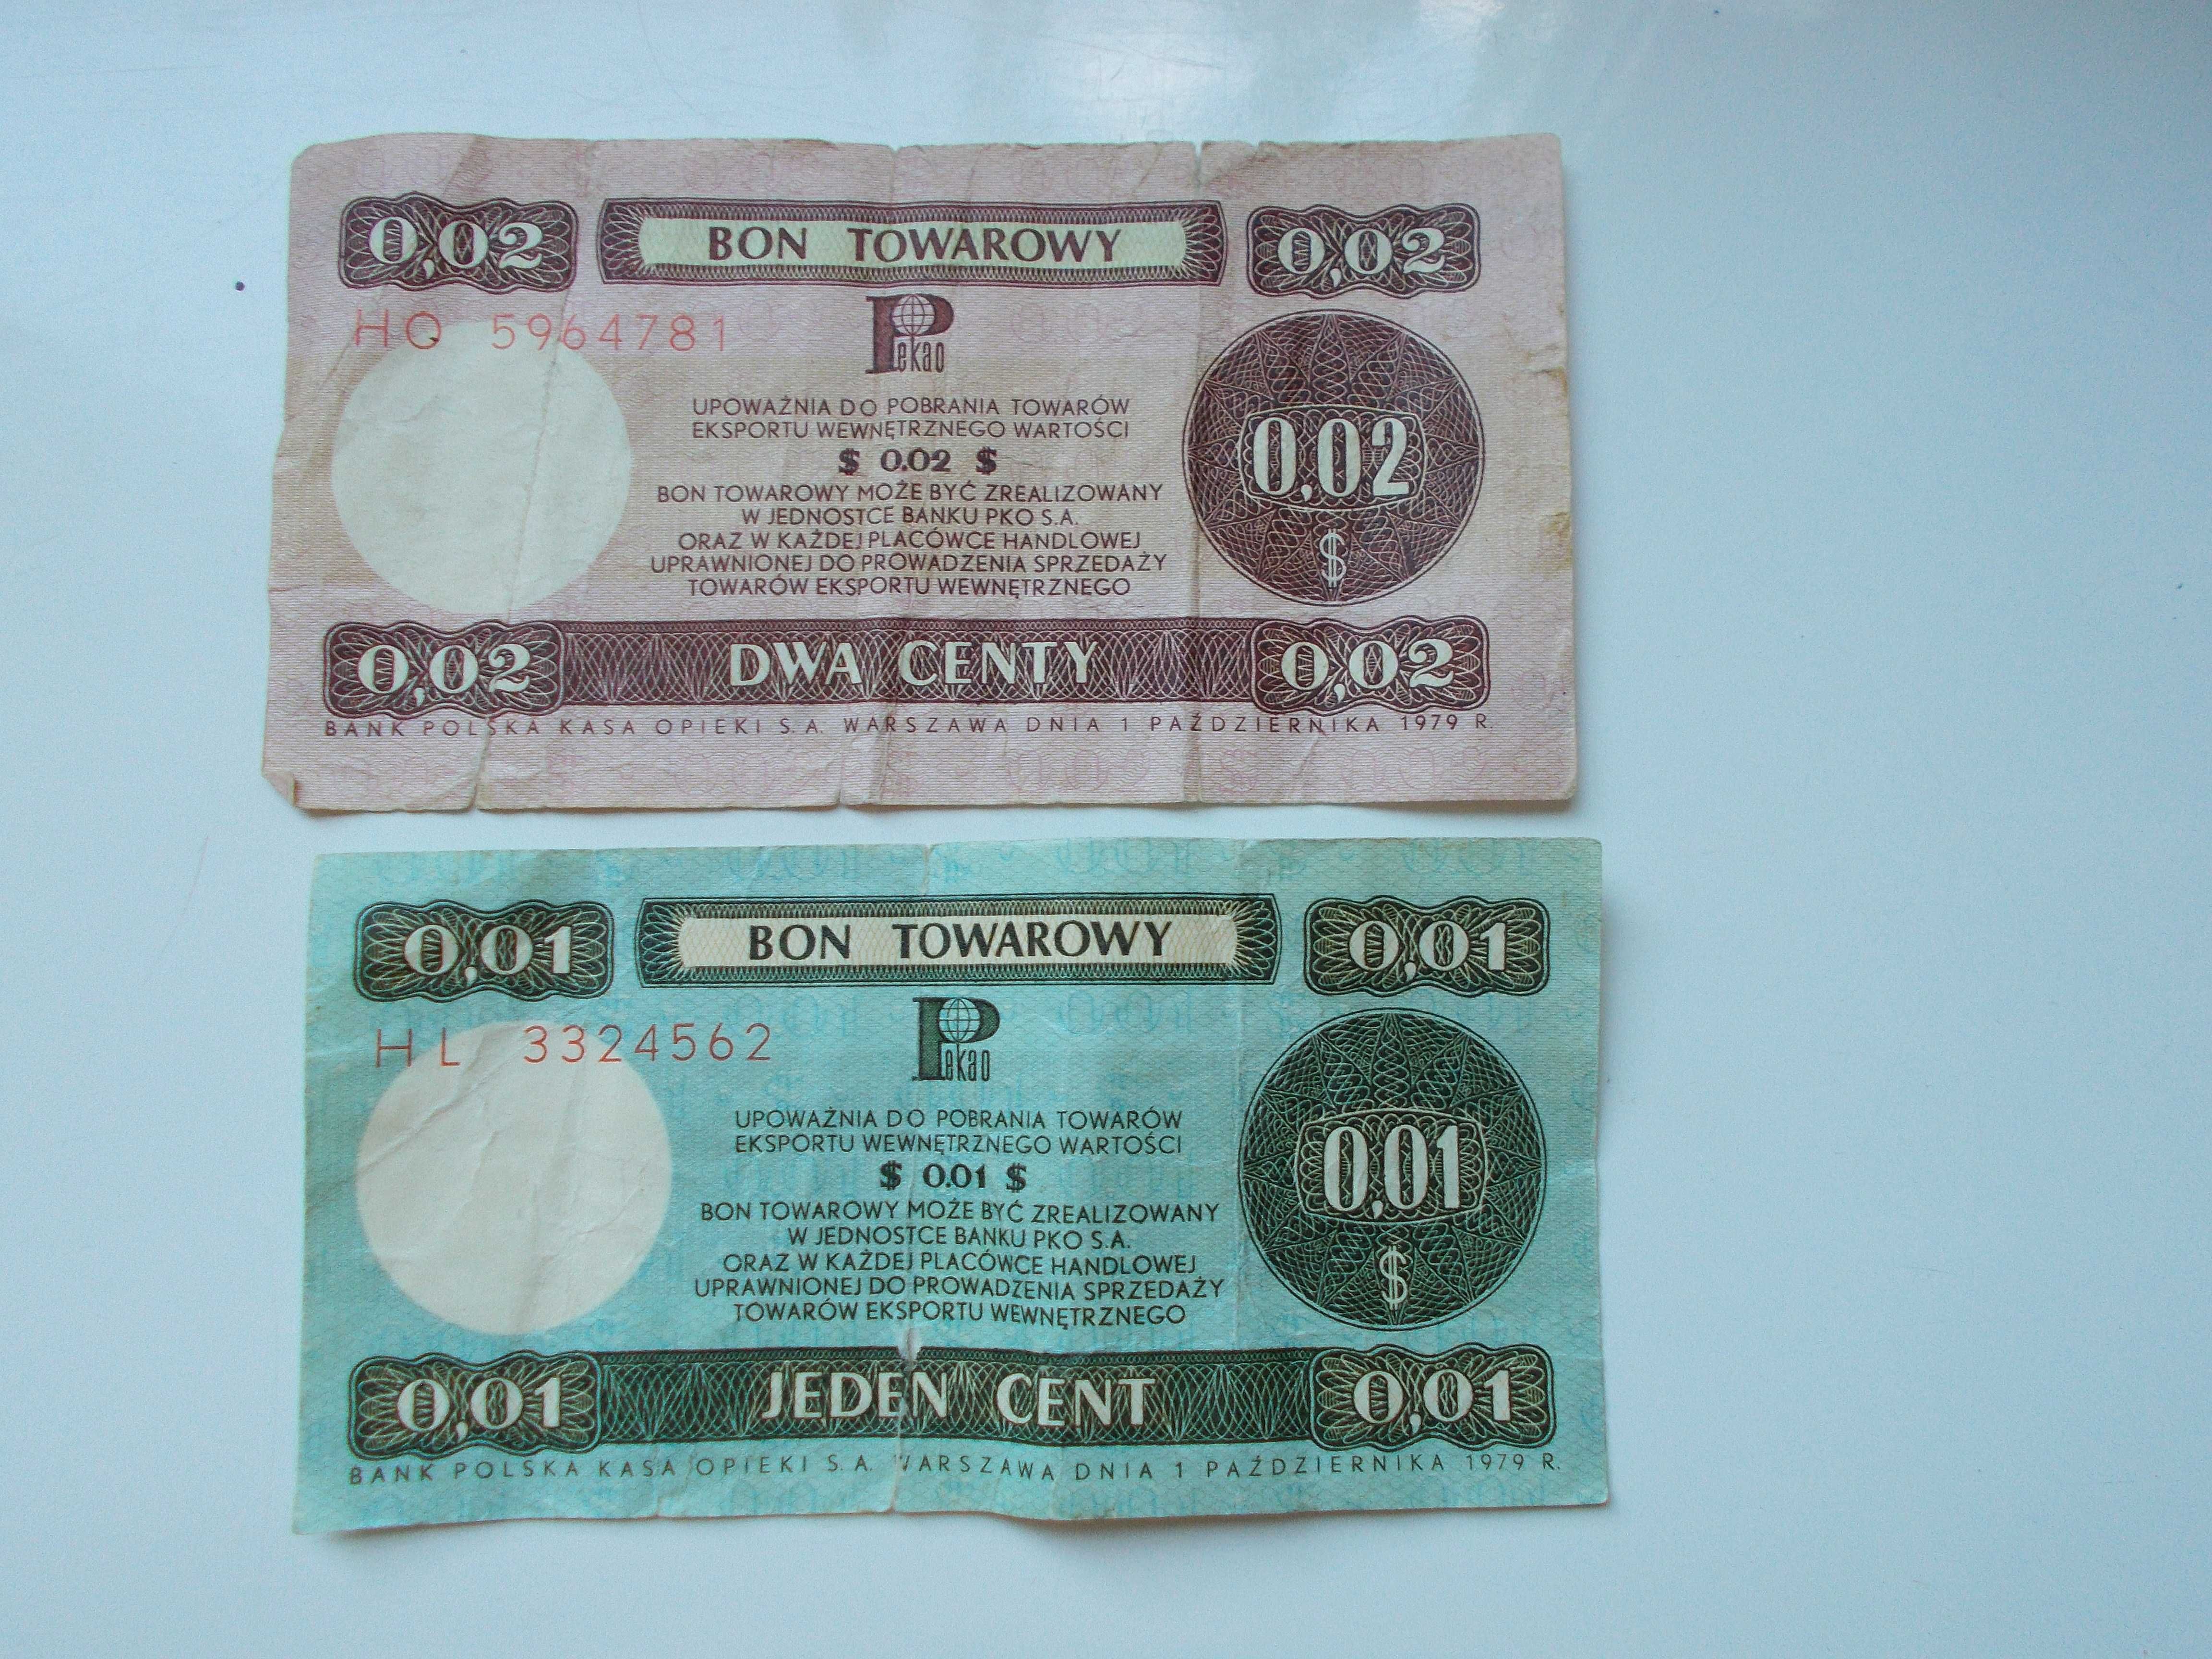 0,02 BON TOWAROWY 0,02
HO 5964781
Pekao
UPOWAŻNIA DO POBRANIA TOWARÓW
EKSPORTU WEWNĘTRZNEGO WARTOŚCI
$ 0.02 $
BON TOWAROWY MOŻE BYĆ ZREALIZOWANY
W JEDNOSTCE BANKU PKO S.A.
ORAZ W KAŻDEJ PLACÓWCE HANDLOWEJ
UPRAWNIONEJ DO PROWADZENIA SPRZEDAŻY
TOWARÓW EKSPORTU WEWNĘTRZNEGO
0,02
$
0,02 DWA CENTY 0,02
BANK POLSKA KASA OPIEKI S.A. WARSZAWA DNIA 1 PAŹDZIERNIKA 1979 R.
0,01 BON TOWAROWY 0,01
HL 3324562
Pekao
UPOWAŻNIA DO POBRANIA TOWARÓW
EKSPORTU WEWNĘTRZNEGO WARTOŚCI
$ 0.01 $
BON TOWAROWY MOŻE BYĆ ZREALIZOWANY
W JEDNOSTCE BANKU PKO S.A.
ORAZ W KAŻDEJ PLACÓWCE HANDLOWEJ
UPRAWNIONEJ DO PROWADZENIA SPRZEDAŻY
TOWARÓW EKSPORTU WEWNĘTRZNEGO
0,01
$
0,01 JEDEN CENT 0,01
BANK POLSKA KASA OPIEKI S.A. WARSZAWA DNIA 1 PAŹDZIERNIKA 1979 R.